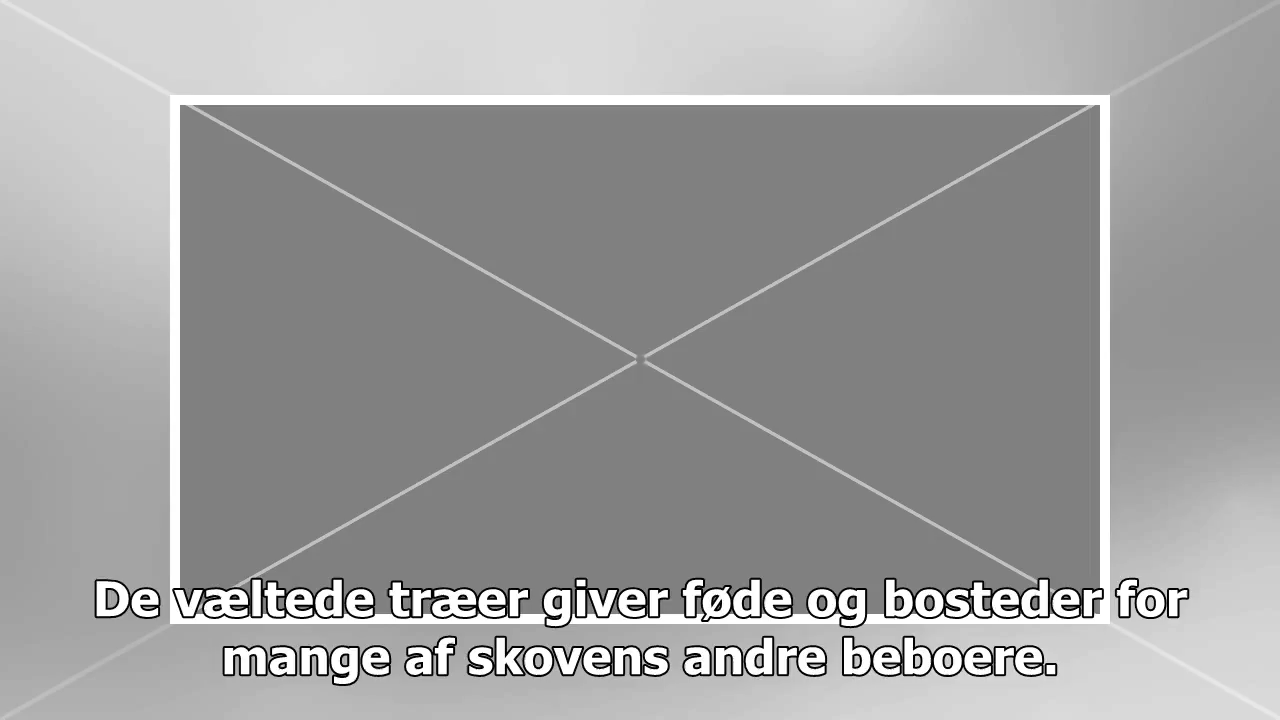 De væltede træer giver føde og bosteder for
mange af skovens andre beboere.